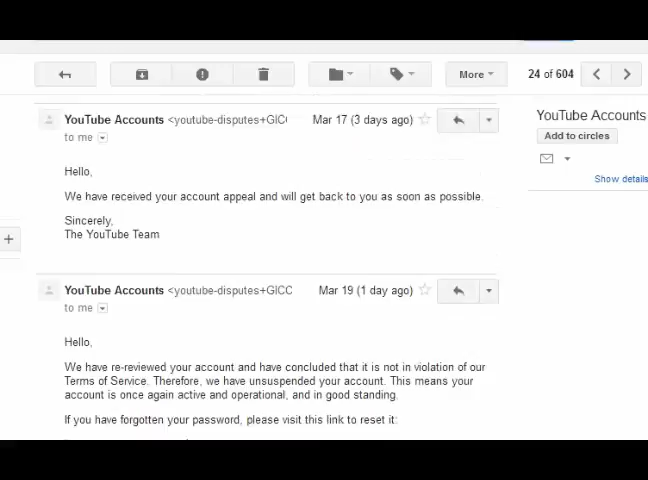 More
24 of 604
YouTube Accounts <youtube-disputes+GICC Mar 17 (3 days ago)
to me
YouTube Accounts
Add to circles
Show details
Hello,
We have received your account appeal and will get back to you as soon as possible.
Sincerely,
The YouTube Team
YouTube Accounts <youtube-disputes+GICC Mar 19 (1 day ago)
to me
Hello,
We have re-reviewed your account and have concluded that it is not in violation of our
Terms of Service. Therefore, we have unsuspended your account. This means your
account is once again active and operational, and in good standing.
If you have forgotten your password, please visit this link to reset it: